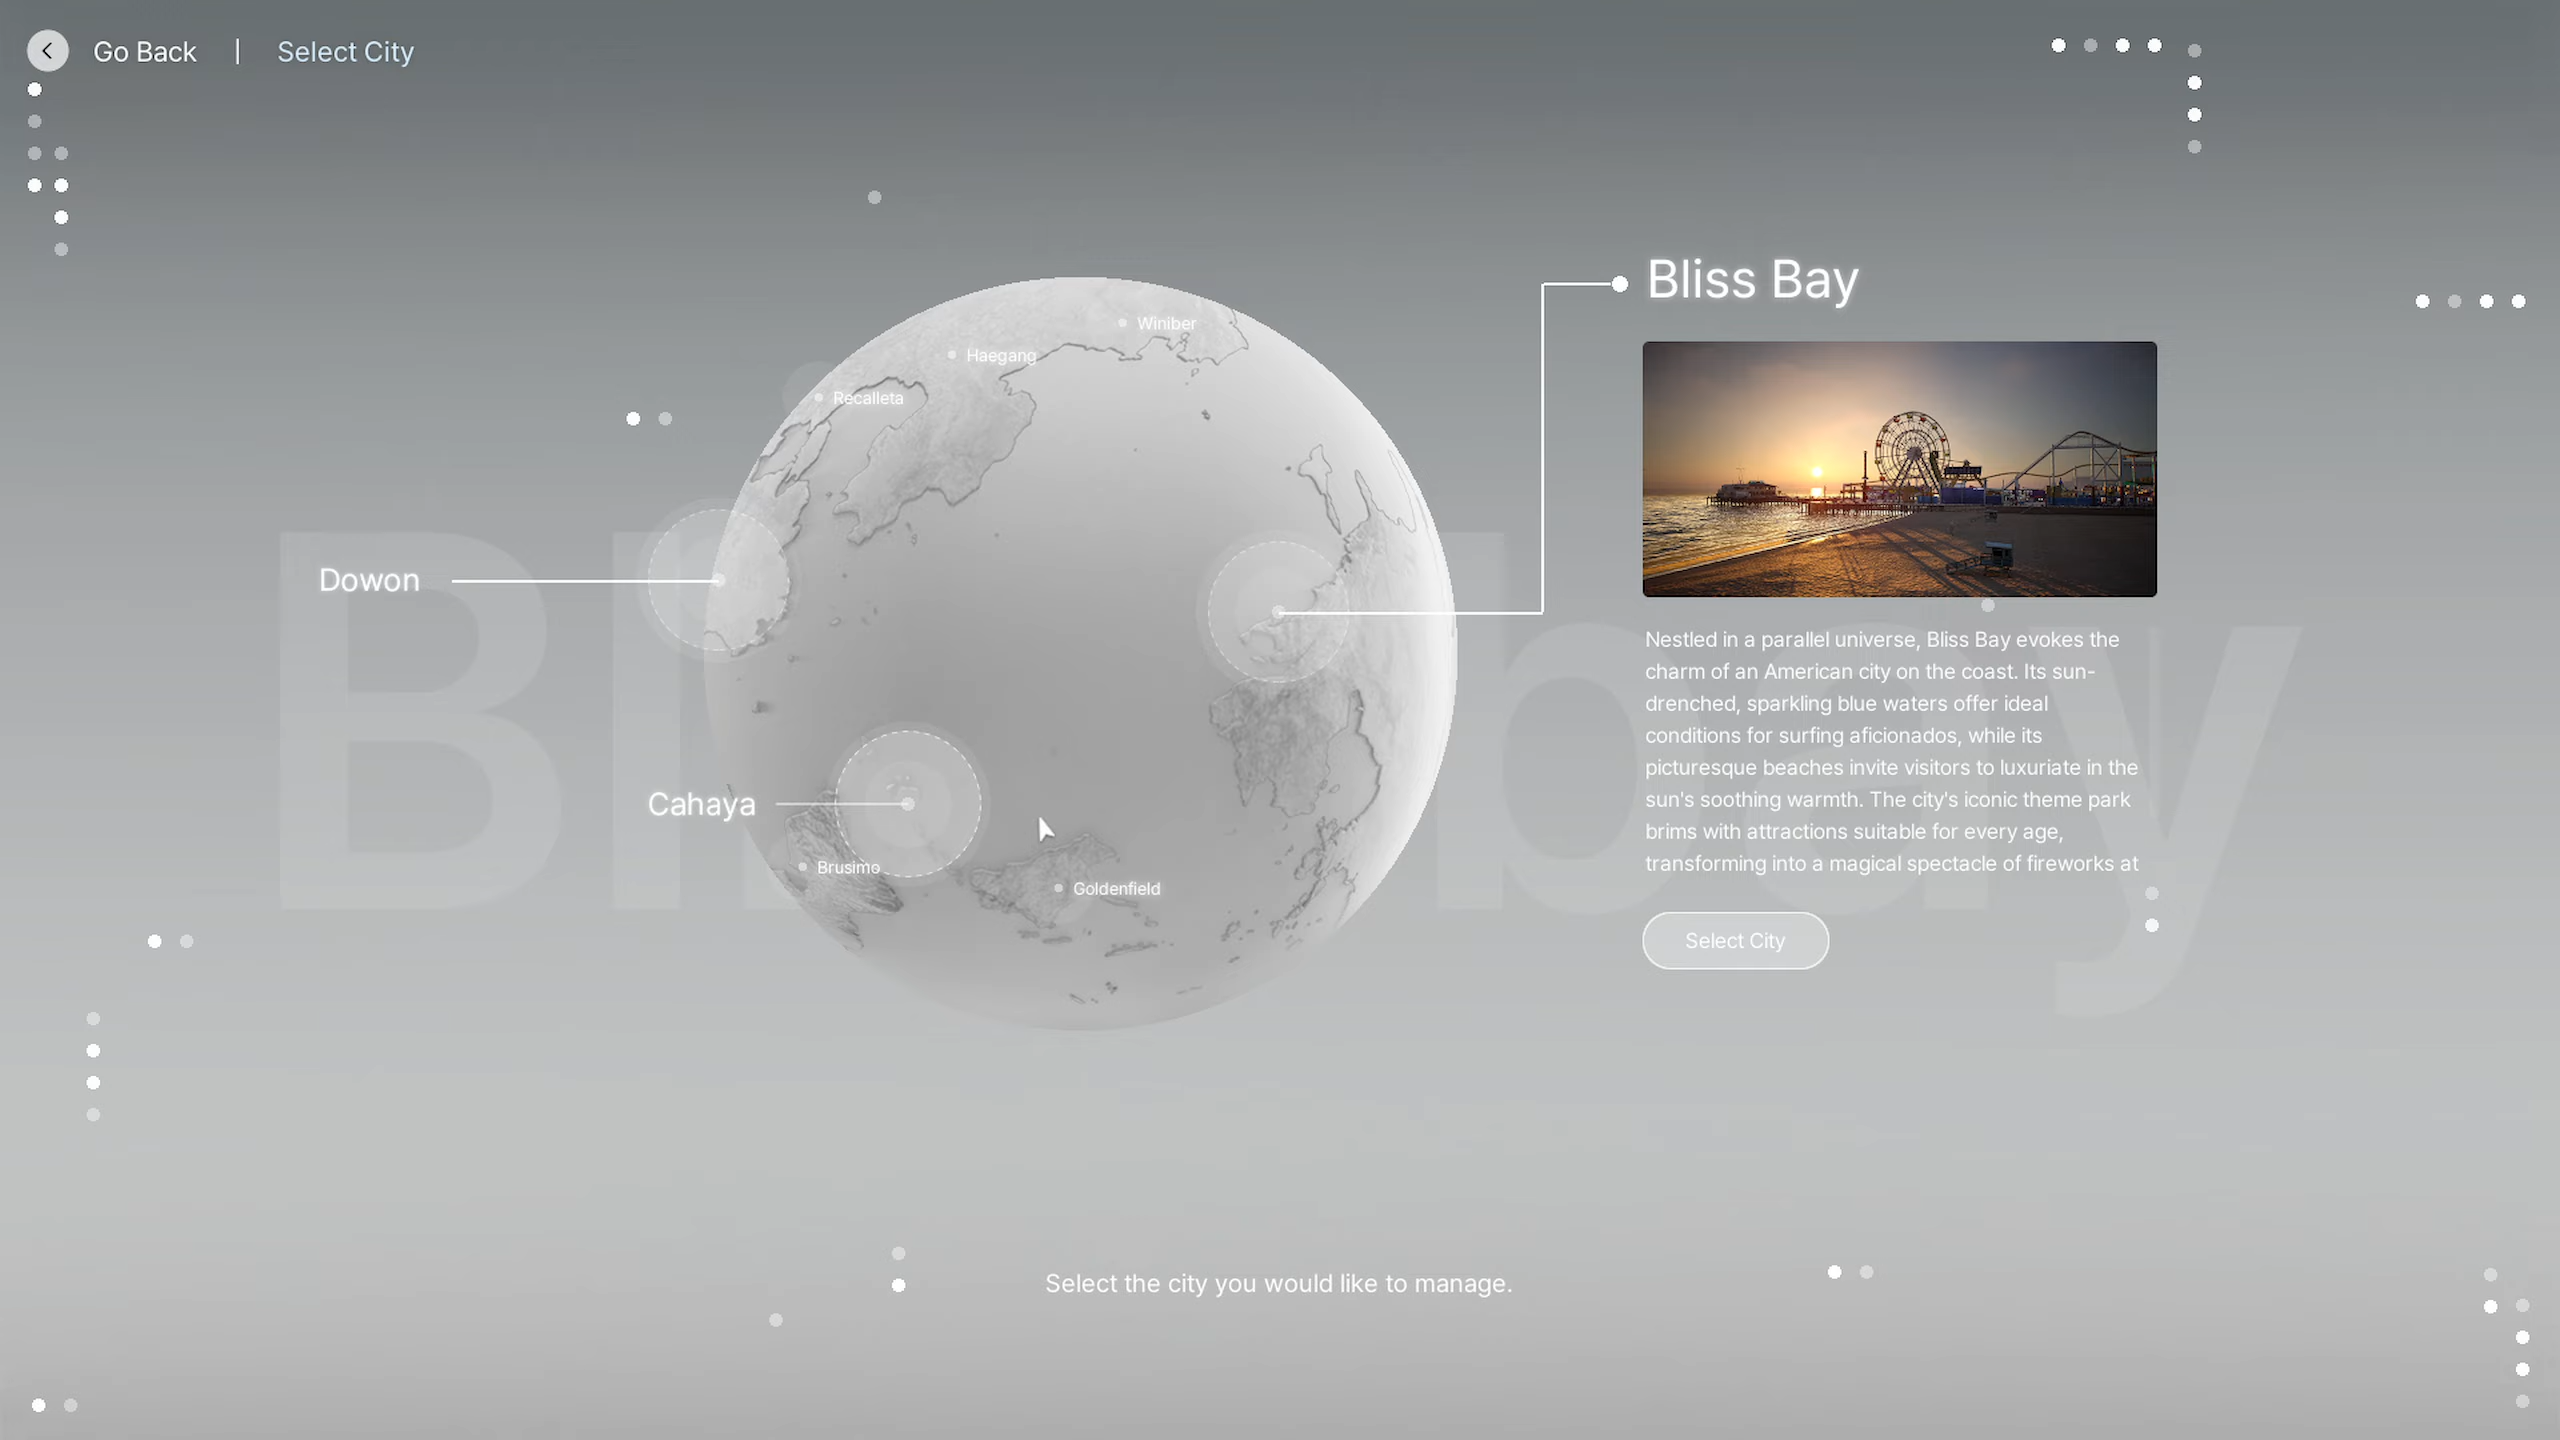 Go Back | Select City
Winiber
Haegang
Recalleta
Dowon
Cahaya
Brusimo
Goldenfield
Bliss Bay
Nestled in a parallel universe, Bliss Bay evokes the
charm of an American city on the coast. Its sun-
drenched, sparkling blue waters offer ideal
conditions for surfing aficionados, while its
picturesque beaches invite visitors to luxuriate in the
sun's soothing warmth. The city's iconic theme park
brims with attractions suitable for every age,
transforming into a magical spectacle of fireworks at
Select City
Select the city you would like to manage.